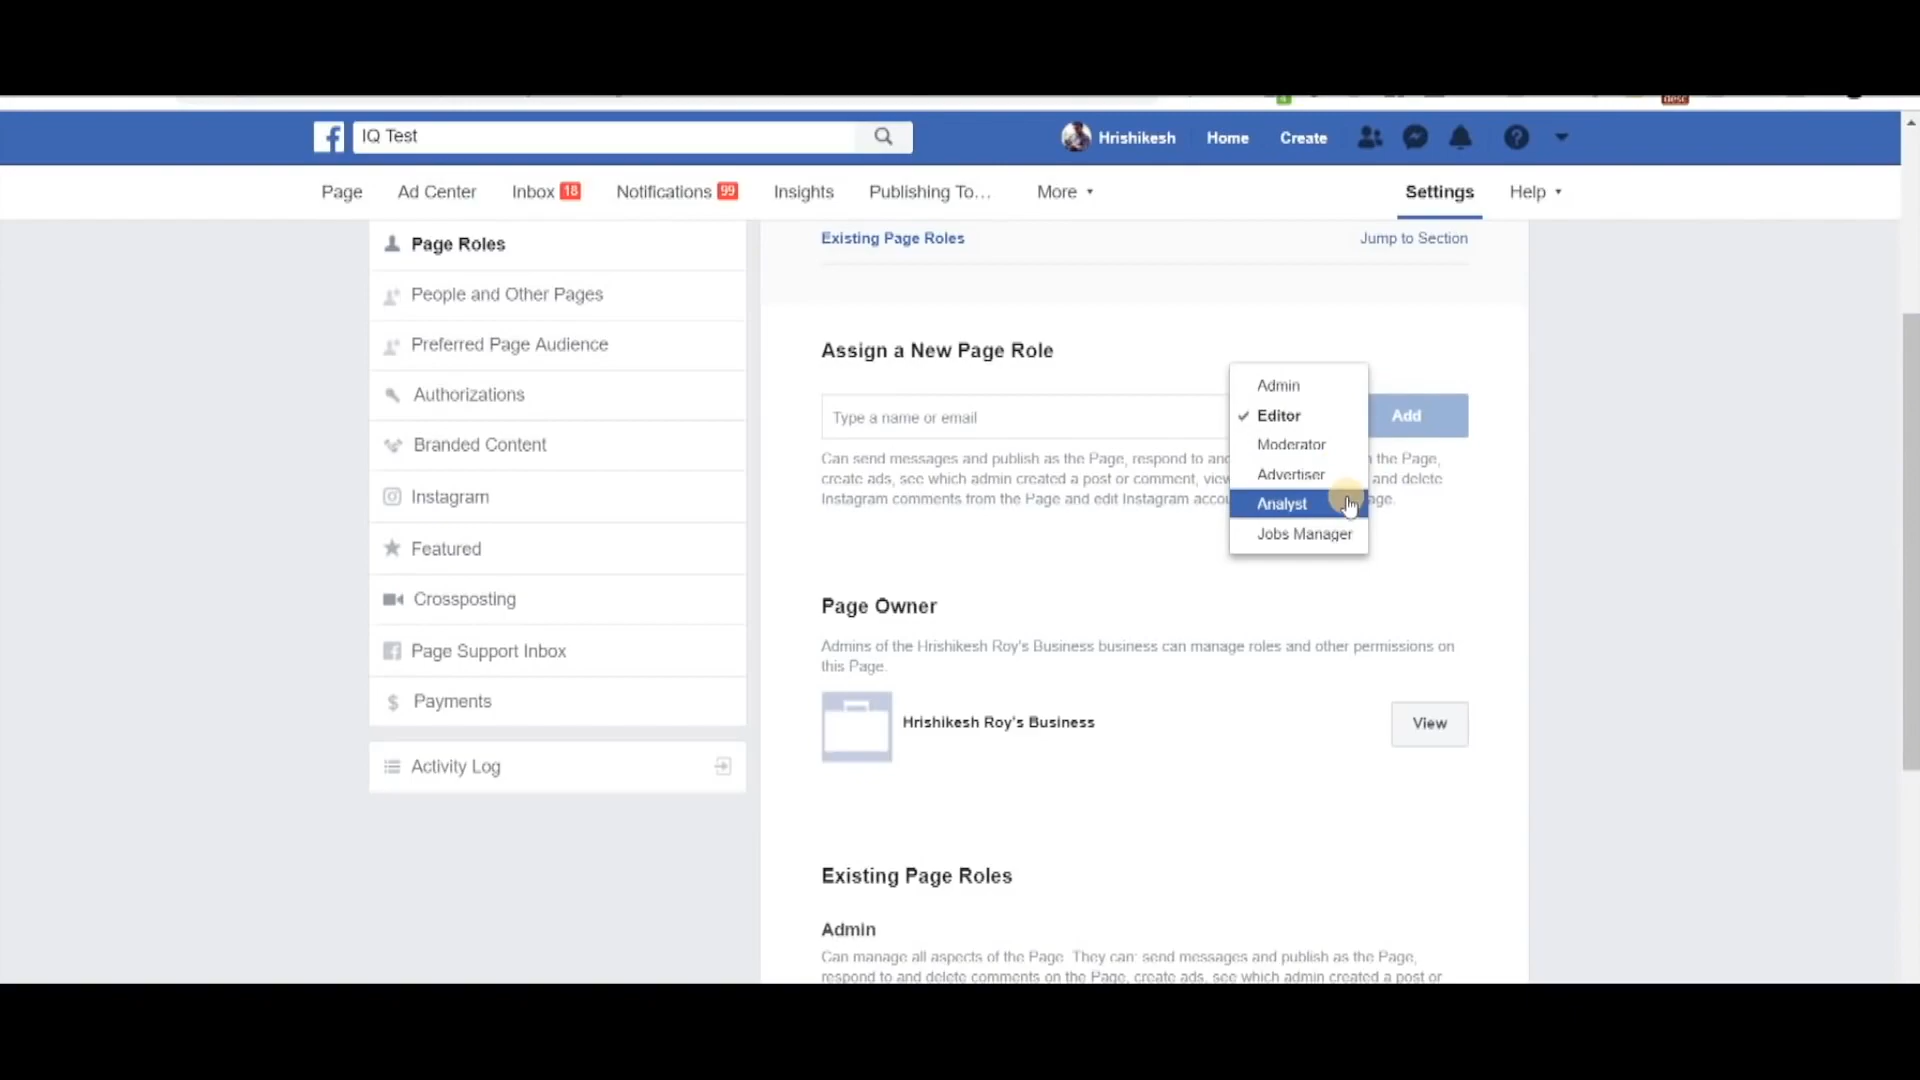 IQ Test
Hrishikesh
Home
Create
Page
Ad Center
Inbox 18
Notifications 99
Insights
Publishing To...
More
Settings
Help
Page Roles
People and Other Pages
Preferred Page Audience
Authorizations
Branded Content
Instagram
Featured
Crossposting
Page Support Inbox
Payments
Activity Log
Existing Page Roles
Jump to Section
Assign a New Page Role
Type a name or email
Admin
Editor
Moderator
Advertiser
Analyst
Jobs Manager
Add
Can send messages and publish as the Page, respond to and the Page,
create ads, see which admin created a post or comment, view and delete
Instagram comments from the Page and edit Instagram
Page Owner
Admins of the Hrishikesh Roy's Business business can manage roles and other permissions on
this Page.
Hrishikesh Roy's Business
View
Existing Page Roles
Admin
Can manage all aspects of the Page. They can: send messages and publish as the Page,
respond to and delete comments on the Page, create ads, see which admin created a post or